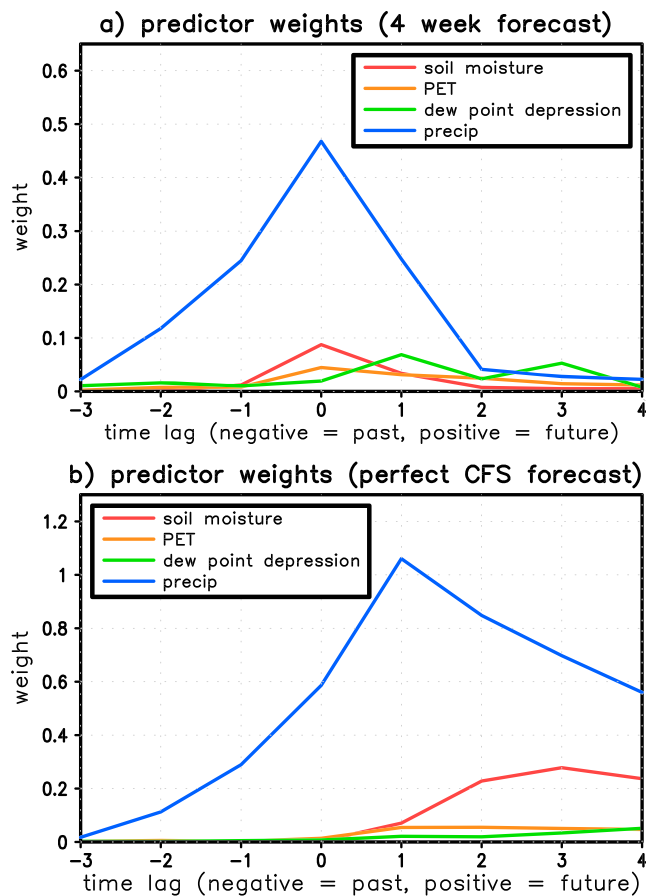 a) predictor weights (4 week forecast)
0.6
0.5
0.4
0.3
0.2
0.1
0
weight
soil moisture
PET
dew point depression
precip
−3 −2 −1 0 1 2 3 4
time lag (negative = past, positive = future)
b) predictor weights (perfect CFS forecast)
1.2
1
0.8
0.6
0.4
0.2
0
weight
soil moisture
PET
dew point depression
precip
−3 −2 −1 0 1 2 3 4
time lag (negative = past, positive = future)